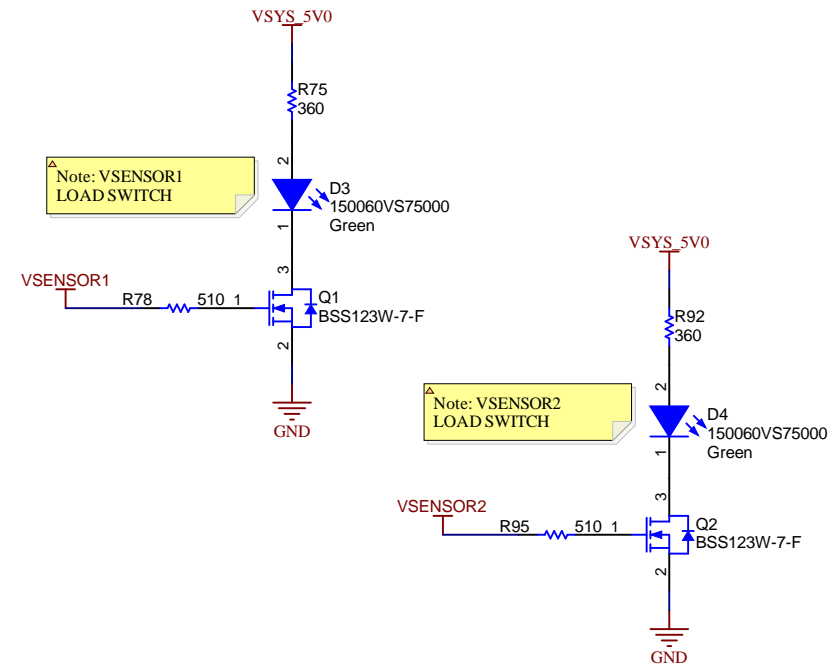 VSYS_5V0
R75
360
2
Note: VSENSOR1
LOAD SWITCH
D3
150060VS75000
Green
1
3
VSENSOR1
R78 510 1
Q1
BSS123W-7-F
2
GND
VSYS_5V0
R92
360
2
Note: VSENSOR2
LOAD SWITCH
D4
150060VS75000
Green
1
3
VSENSOR2
R95 510 1
Q2
BSS123W-7-F
2
GND